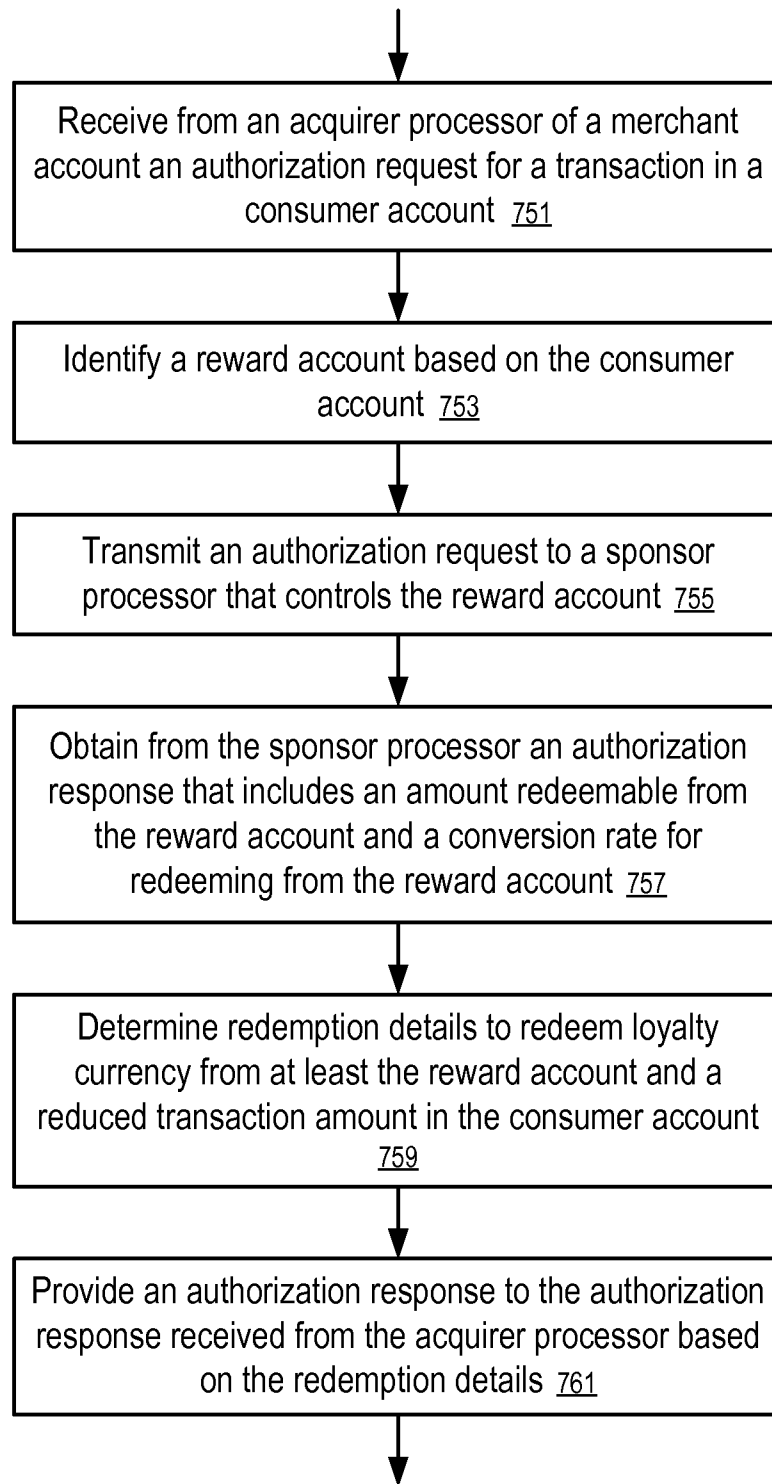 Receive from an acquirer processor of a merchant
account an authorization request for a transaction in a
consumer account 751
Identify a reward account based on the consumer
account 753
Transmit an authorization request to a sponsor
processor that controls the reward account 755
Obtain from the sponsor processor an authorization
response that includes an amount redeemable from
the reward account and a conversion rate for
redeeming from the reward account 757
Determine redemption details to redeem loyalty
currency from at least the reward account and a
reduced transaction amount in the consumer account
759
Provide an authorization response to the authorization
response received from the acquirer processor based
on the redemption details 761